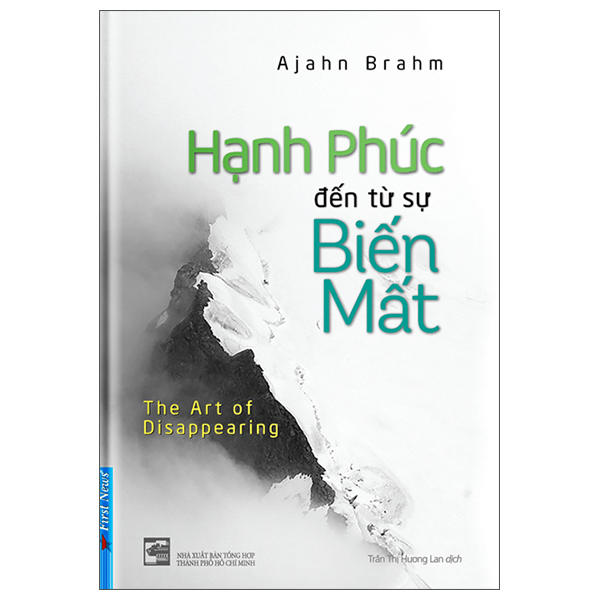 Ajahn Brahm
Hạnh Phúc
đến từ sự
Biến
Mất
The Art of
Disappearing
First News
NHÀ XUẤT BẢN TỔNG HỢP
THÀNH PHỐ HỒ CHÍ MINH
Trần Thị Hương Lan dịch